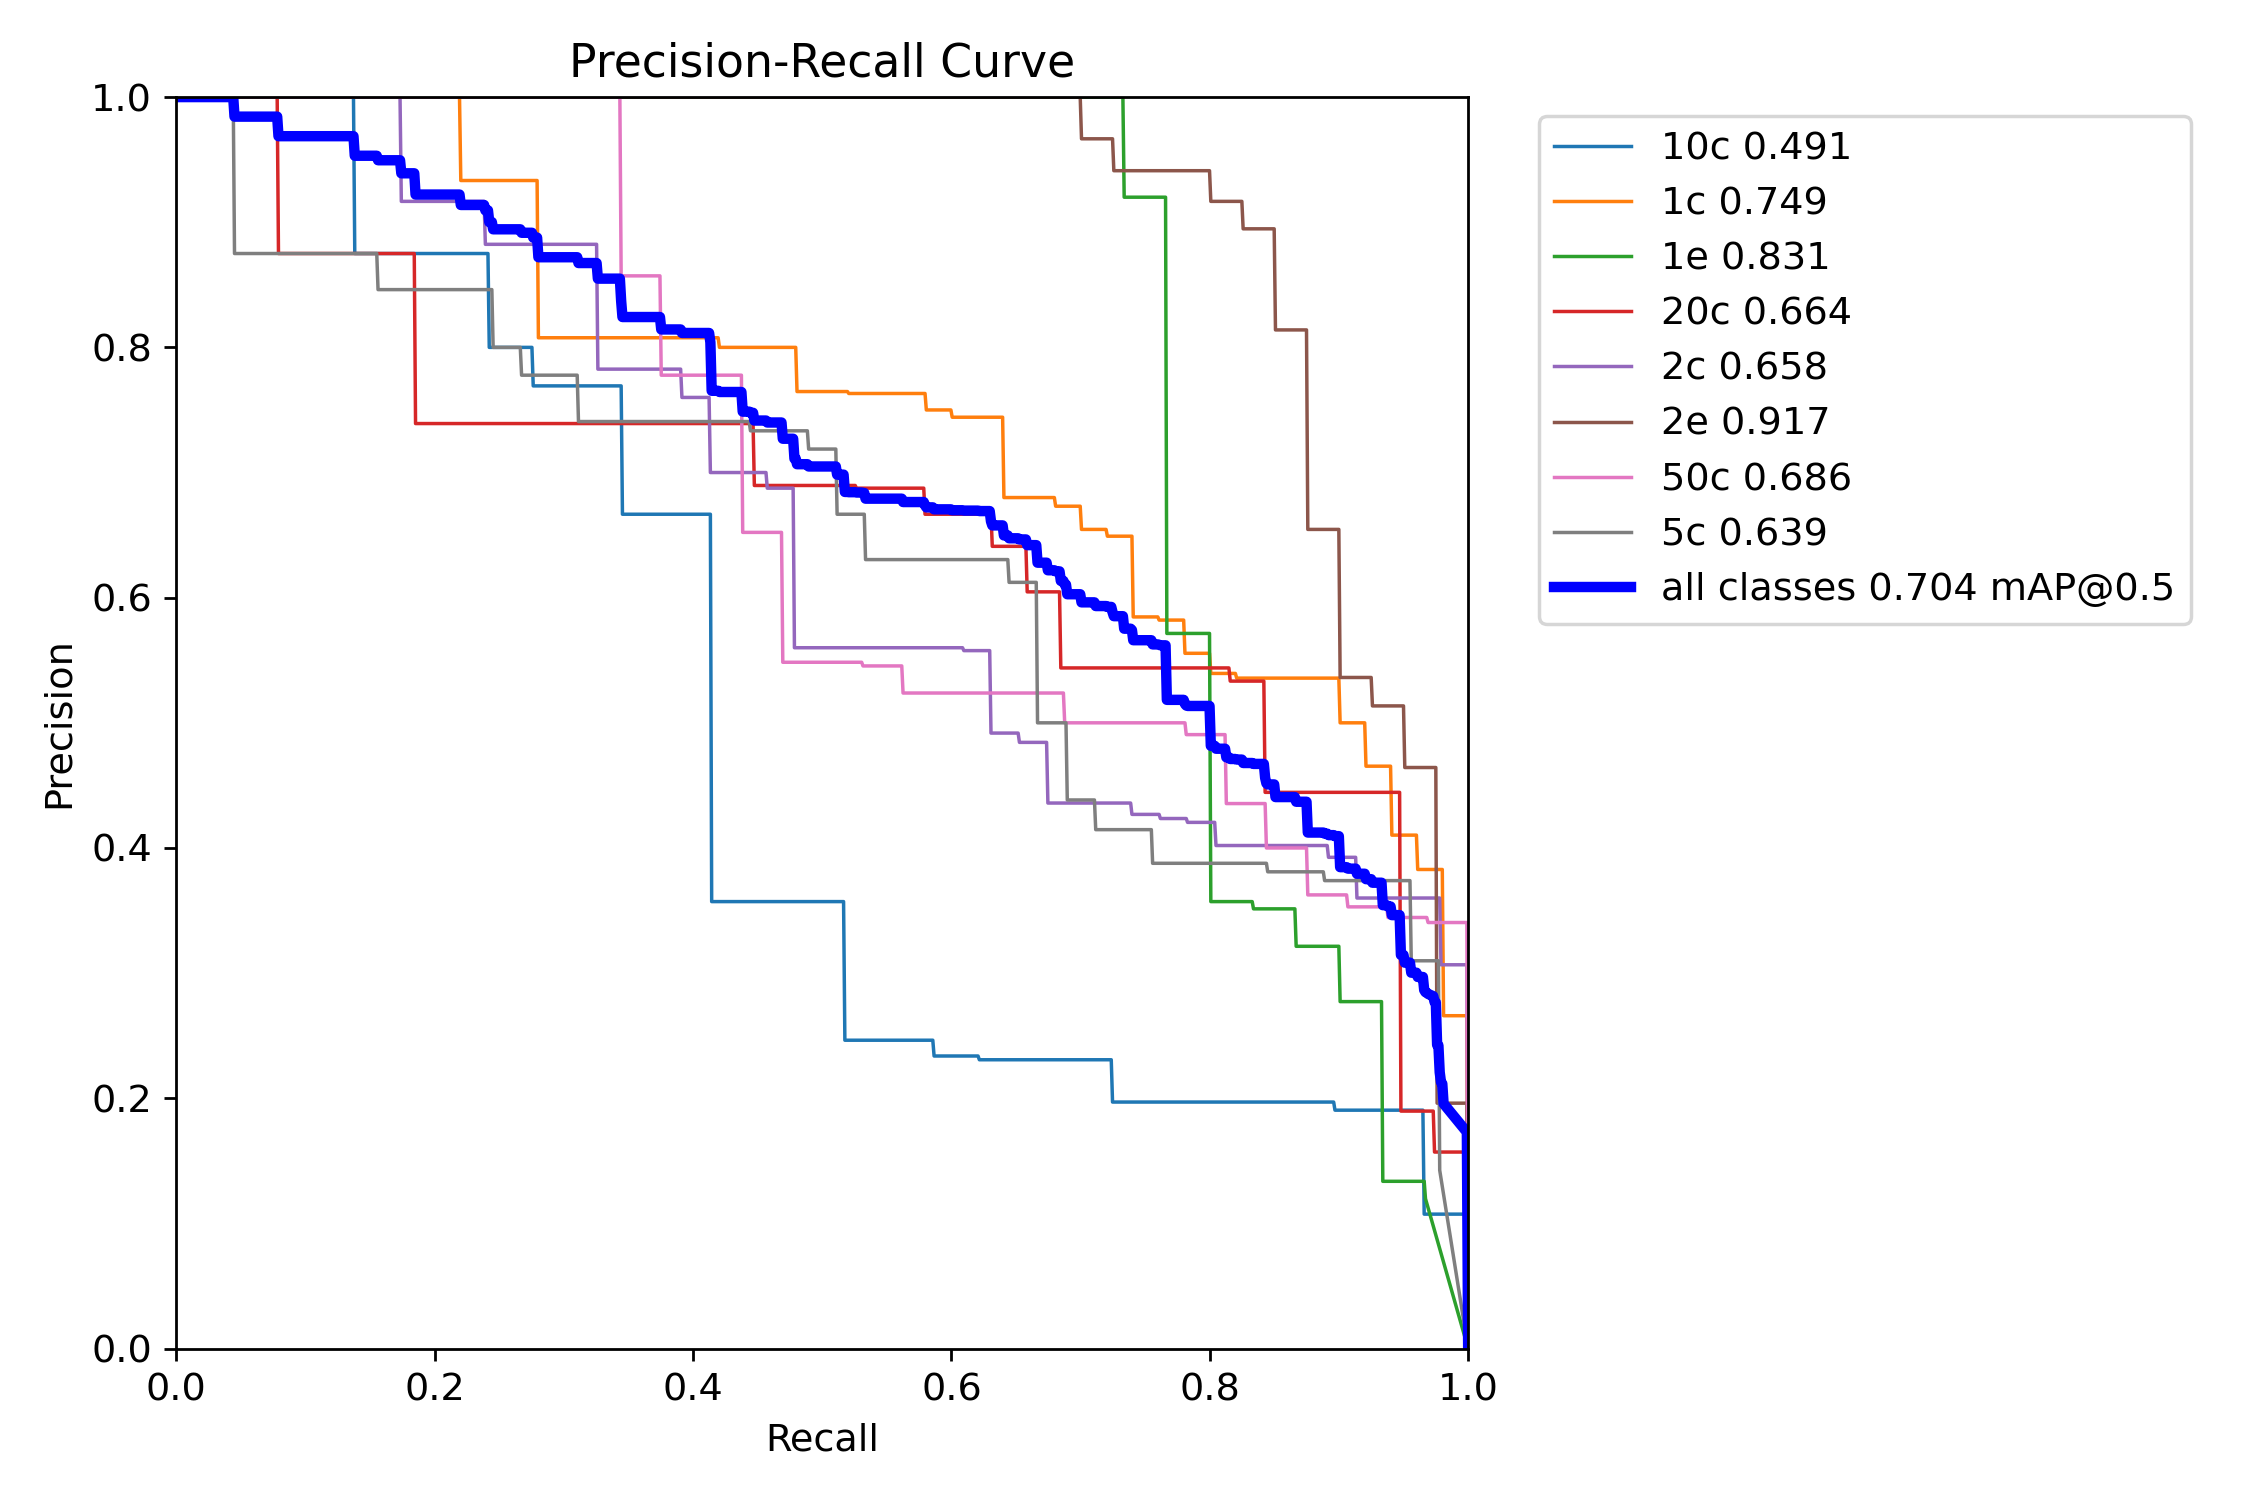 Precision-Recall Curve
1.0
0.8
0.6
0.4
0.2
0.0
Precision
0.0 0.2 0.4 0.6 0.8 1.0
Recall
10c 0.491
1c 0.749
1e 0.831
20c 0.664
2c 0.658
2e 0.917
50c 0.686
5c 0.639
all classes 0.704 mAP@0.5